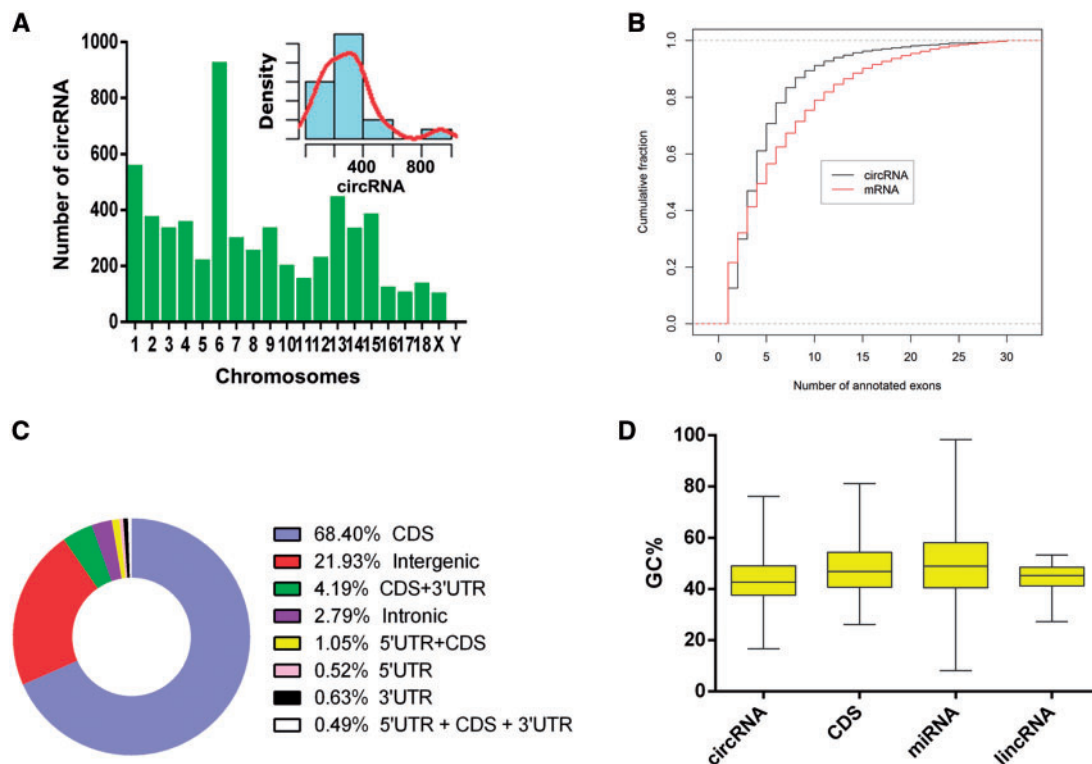 A
Number of circRNA
1000
800
600
400
200
0
1 2 3 4 5 6 7 8 9 10 11 12 13 14 15 16 17 18 X Y
Chromosomes
Density
400 800
circRNA
B
Cumulative fraction
1.0
0.8
0.6
0.4
0.2
0.0
circRNA
mRNA
0 5 10 15 20 25 30
Number of annotated exons
C
68.40% CDS
21.93% Intergenic
4.19% CDS+3'UTR
2.79% Intronic
1.05% 5'UTR+CDS
0.52% 5'UTR
0.63% 3'UTR
0.49% 5'UTR + CDS + 3'UTR
D
GC%
100
80
60
40
20
0
circRNA
CDS
miRNA
lincRNA